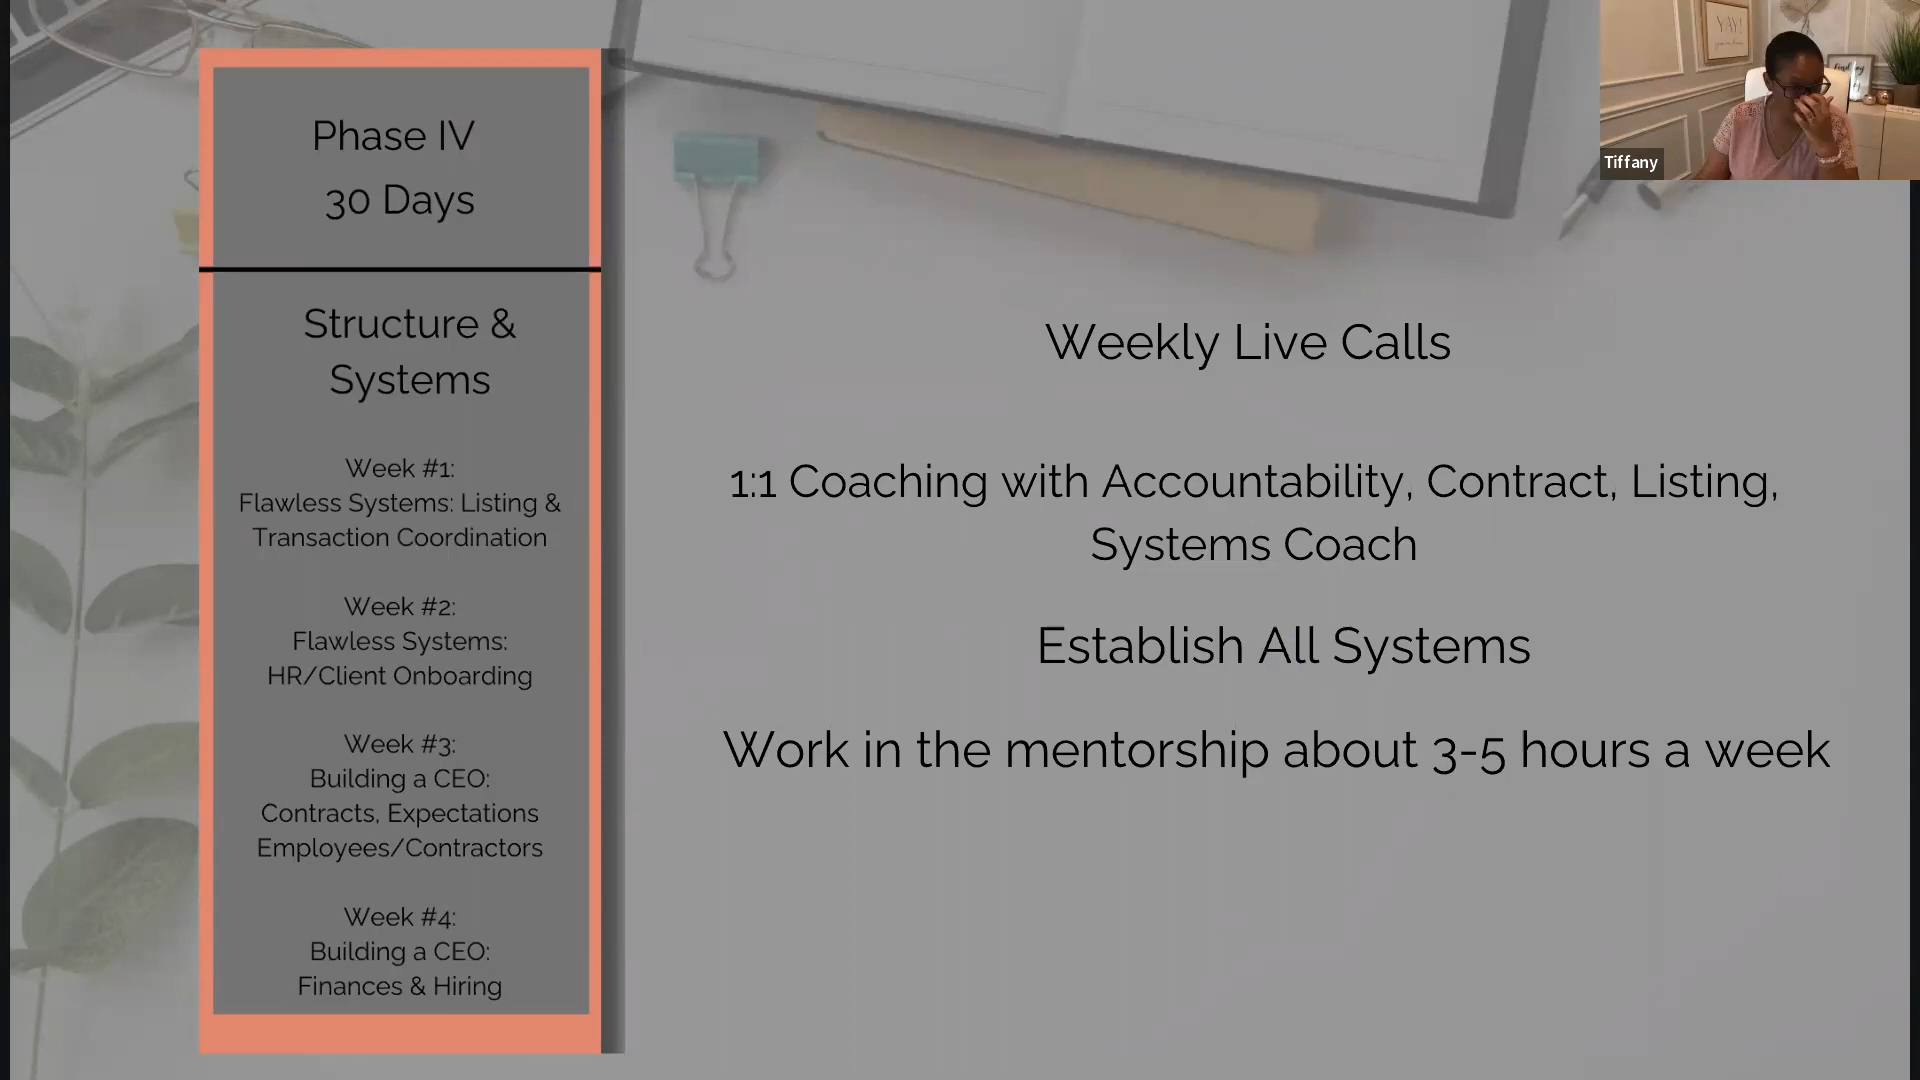 Phase IV
30 Days
Structure &
Systems
Week #1:
Flawless Systems: Listing &
Transaction Coordination
Week #2:
Flawless Systems:
HR/Client Onboarding
Week #3:
Building a CEO:
Contracts, Expectations
Employees/Contractors
Week #4:
Building a CEO:
Finances & Hiring
Weekly Live Calls
1:1 Coaching with Accountability, Contract, Listing,
Systems Coach
Establish All Systems
Work in the mentorship about 3-5 hours a week
YAY!
Tiffany